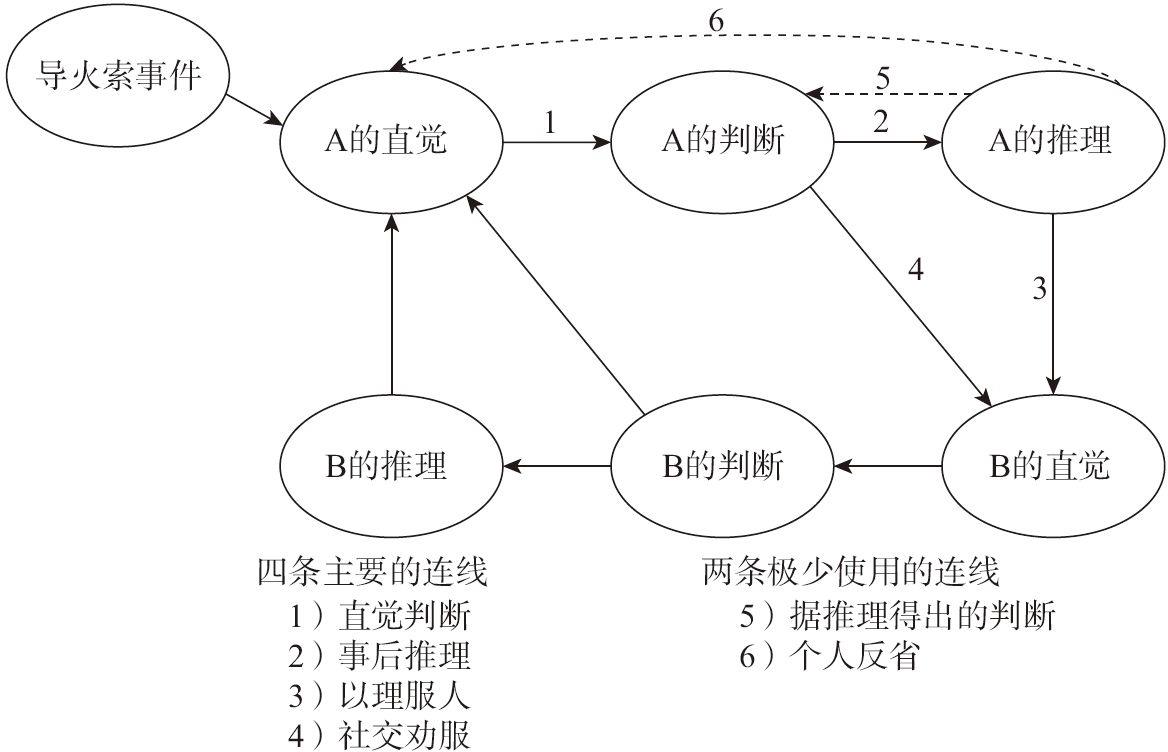 6
导火索事件
5
A的直觉
1
A的判断
2
A的推理
4
3
B的推理
B的判断
B的直觉
四条主要的连线
1）直觉判断
2）事后推理
3）以理服人
4）社交劝服
两条极少使用的连线
5）据推理得出的判断
6）个人反省